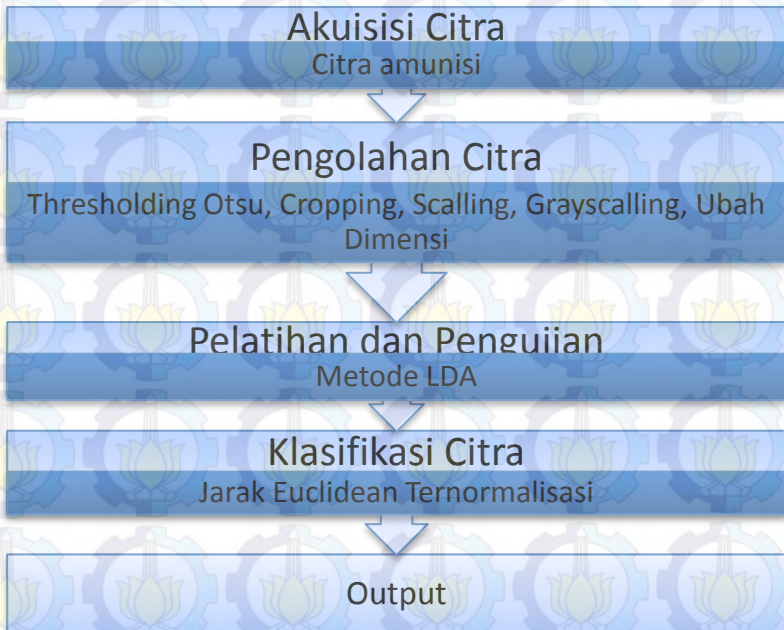 Akuisisi Citra
Citra amunisi
Pengolahan Citra
Thresholding Otsu, Cropping, Scalling, Grayscalling, Ubah
Dimensi
Pelatihan dan Pengujian
Metode LDA
Klasifikasi Citra
Jarak Euclidean Ternormalisasi
Output